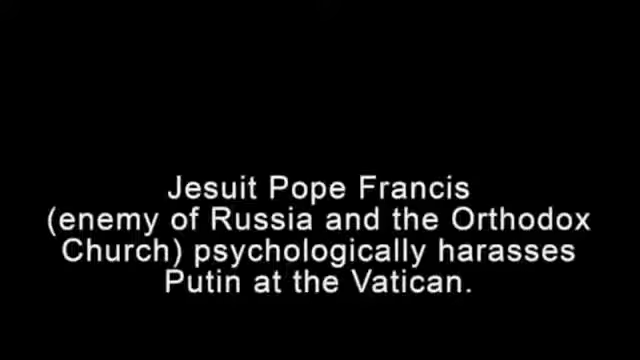 Jesuit Pope Francis
(enemy of Russia and the Orthodox
Church) psychologically harasses
Putin at the Vatican.